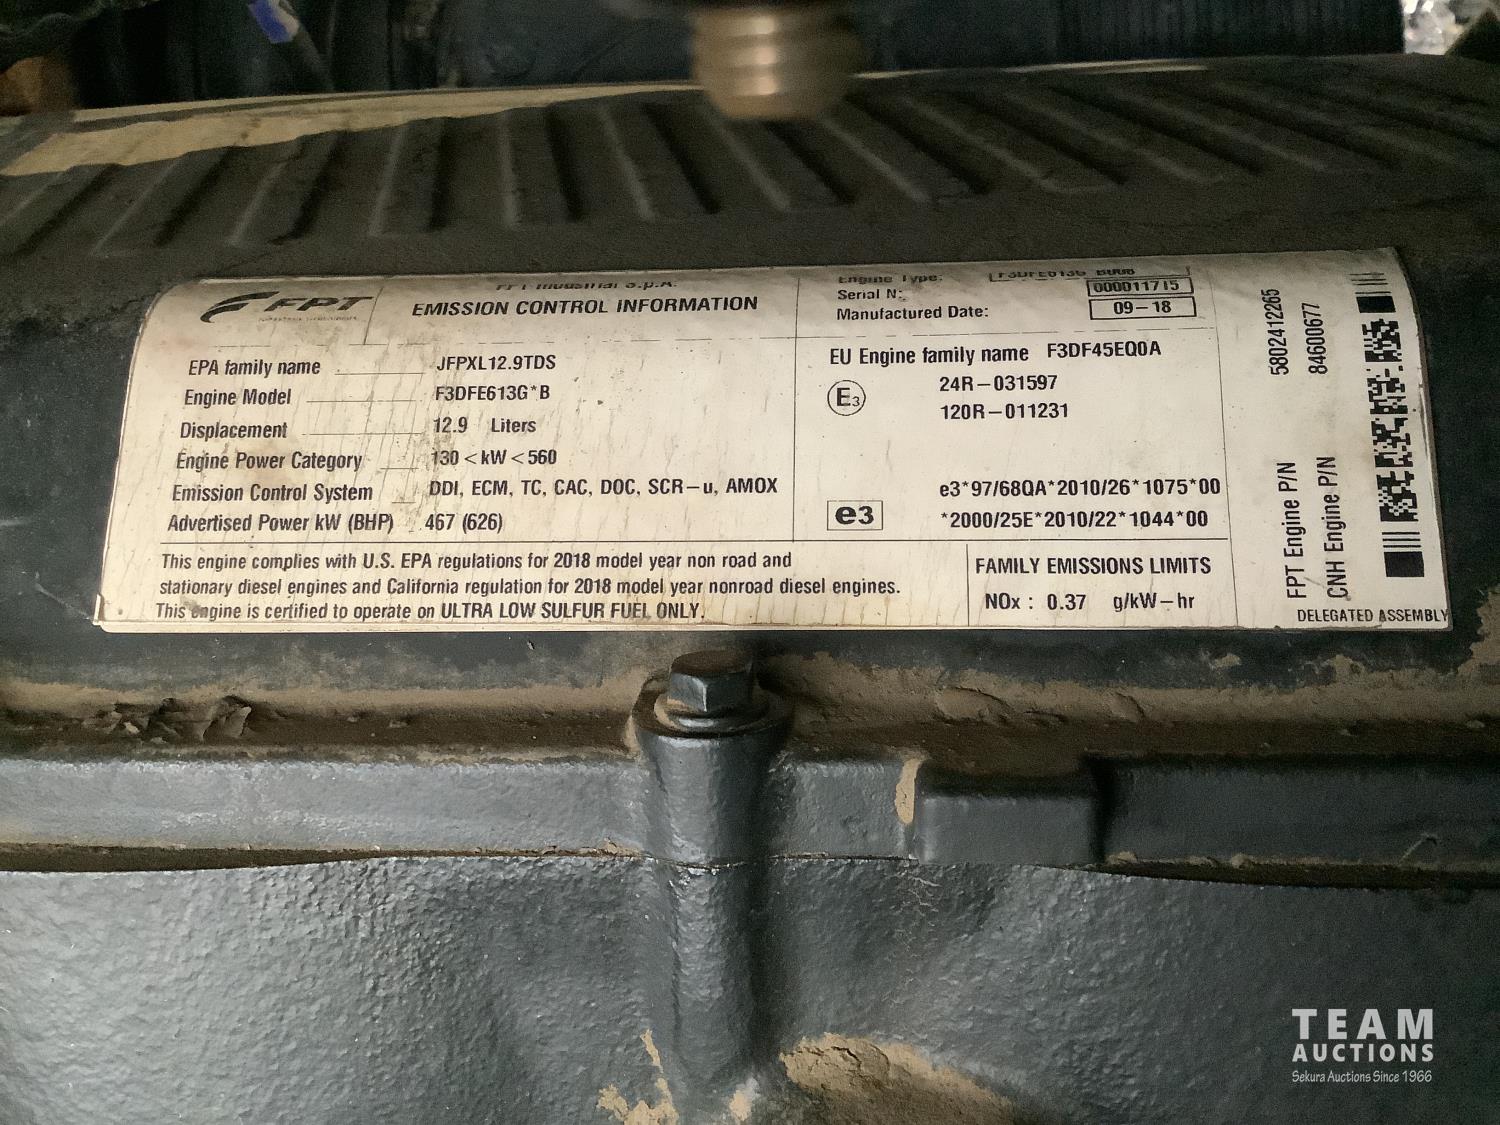 FPT
FPT Industrial S.p.A.
EMISSION CONTROL INFORMATION
EPA family name JFPXL12.9TDS
Engine Model F3DFE613G*B
Displacement 12.9 Liters
Engine Power Category 130<kW<560
Emission Control System DDI, ECM, TC, CAC, DOC, SCR-u, AMOX
Advertised Power kW (BHP) 467 (626)
Engine Type: F3DFE613G B006
Serial N: 000011715
Manufactured Date: 09-18
EU Engine family name F3DF45EQ0A
E3 24R-031597
120R-011231
e3*97/68QA*2010/26*1075*00
e3 *2000/25E*2010/22*1044*00
This engine complies with U.S. EPA regulations for 2018 model year non road and
stationary diesel engines and California regulation for 2018 model year nonroad diesel engines.
This engine is certified to operate on ULTRA LOW SULFUR FUEL ONLY.
FAMILY EMISSIONS LIMITS
NOx : 0.37 g/kW-hr
FPT Engine P/N 5802412265
CNH Engine P/N 84600677
DELEGATED ASSEMBLY
TEAM
AUCTIONS
Sekura Auctions Since 1966